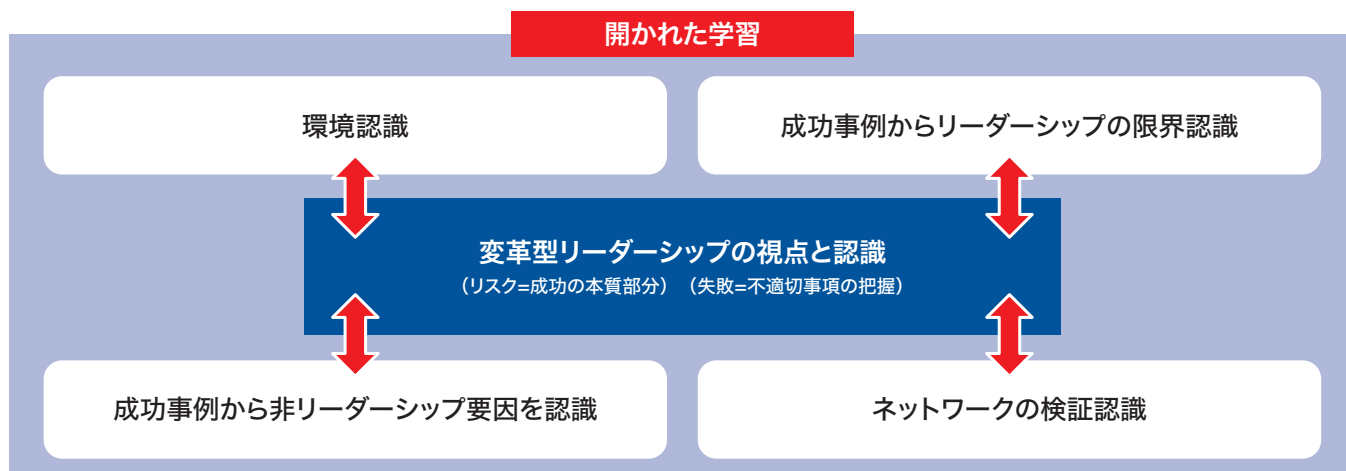 開かれた学習
環境認識
成功事例からリーダーシップの限界認識
変革型リーダーシップの視点と認識
（リスク=成功の本質部分）（失敗=不適切事項の把握）
成功事例から非リーダーシップ要因を認識
ネットワークの検証認識